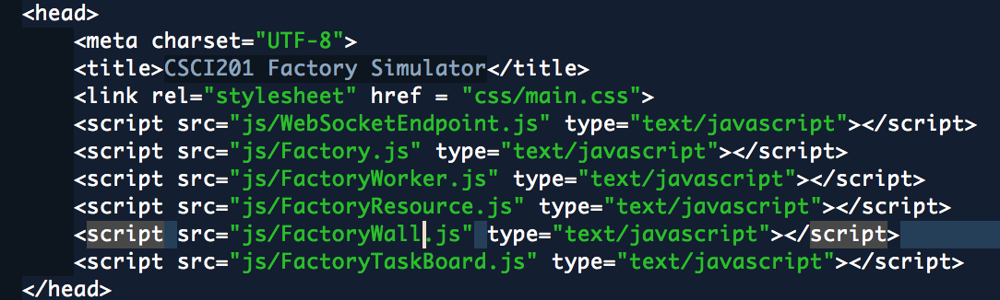 <head>
<meta charset="UTF-8">
<title>CSCI201 Factory Simulator</title>
<link rel="stylesheet" href = "css/main.css">
<script src="js/WebSocketEndpoint.js" type="text/javascript"></script>
<script src="js/Factory.js" type="text/javascript"></script>
<script src="js/FactoryWorker.js" type="text/javascript"></script>
<script src="js/FactoryResource.js" type="text/javascript"></script>
<script src="js/FactoryWall.js" type="text/javascript"></script>
<script src="js/FactoryTaskBoard.js" type="text/javascript"></script>
</head>